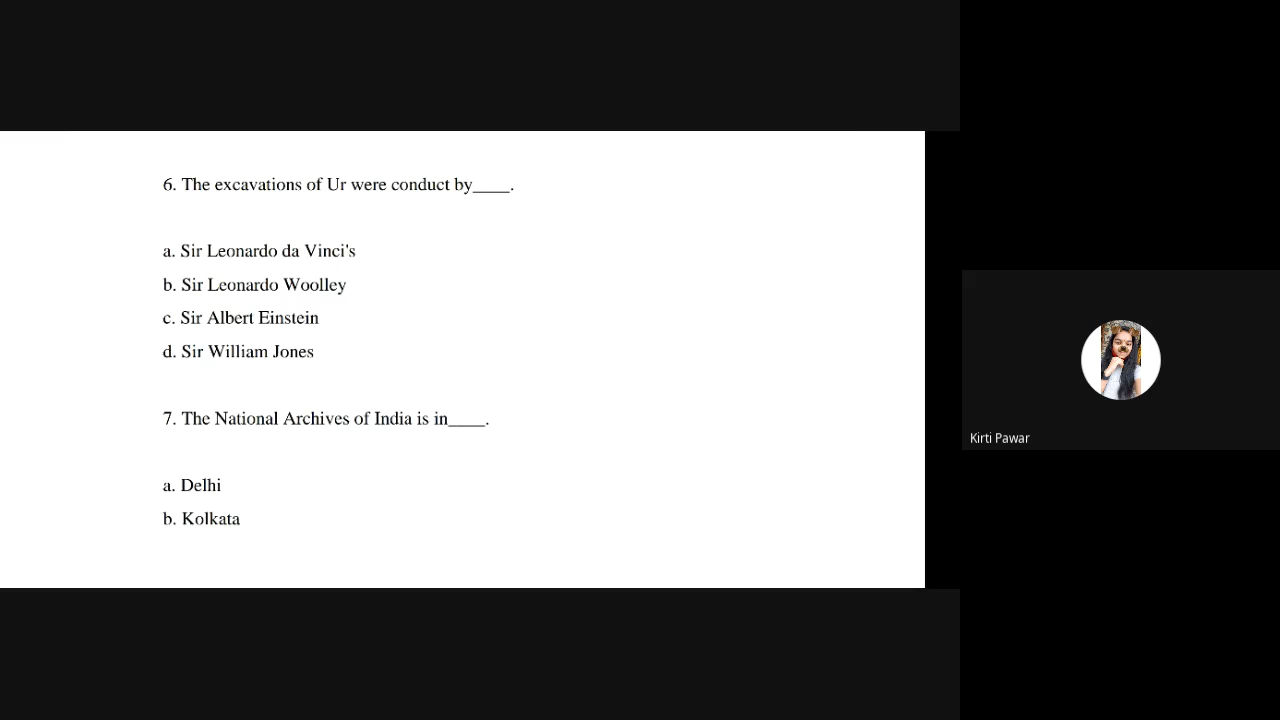 6. The excavations of Ur were conduct by____.
a. Sir Leonardo da Vinci's
b. Sir Leonardo Woolley
c. Sir Albert Einstein
d. Sir William Jones
7. The National Archives of India is in____.
a. Delhi
b. Kolkata
Kirti Pawar